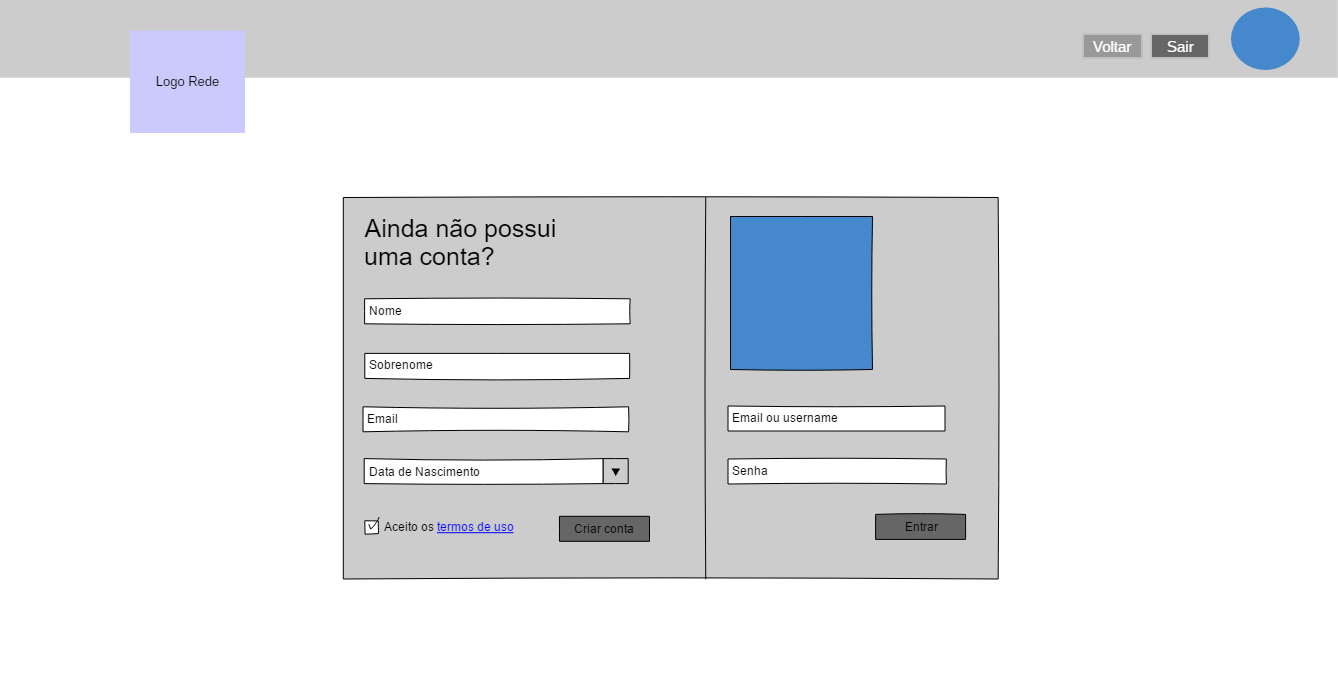 Voltar
Sair
Logo Rede
Ainda não possui
uma conta?
Nome
Sobrenome
Email
Data de Nascimento
Aceito os termos de uso
Criar conta
Email ou username
Senha
Entrar